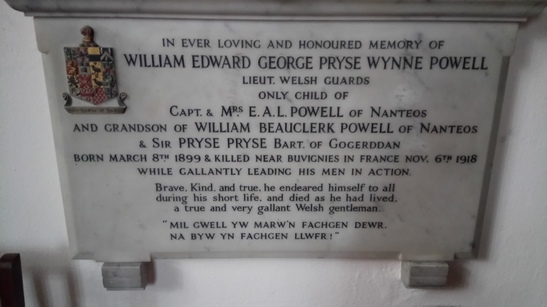 IN EVER LOVING AND HONOURED MEMORY OF
WILLIAM EDWARD GEORGE PRYSE WYNNE POWELL
LIEUT. WELSH GUARDS
ONLY CHILD OF
CAPT. & MRS E.A.L. POWELL OF NANTEOS
AND GRANDSON OF WILLIAM BEAUCLERK POWELL OF NANTEOS
& SIR PRYSE PRYSE BART. OF GOGERDDAN
BORN MARCH 8TH 1899 & KILLED NEAR BUVIGNIES IN FRANCE NOV. 6TH 1918
WHILE GALLANTLY LEADING HIS MEN IN ACTION.
Brave, Kind, and true, he endeared himself to all
during his short life, and died as he had lived,
a true and very gallant Welsh gentleman.
"MIL GWELL YW MARW'N FACHGEN DEWR,
NA BYW YN FACHGEN LLWFR!"